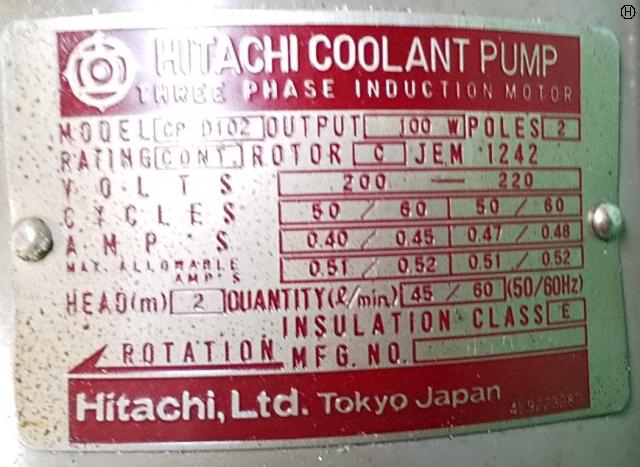 H
HITACHI COOLANT PUMP
THREE PHASE INDUCTION MOTOR
MODEL CP D102 OUTPUT 100 W POLES 2
RATING CONT. ROTOR C JEM 1242
VOLTS 200 — 220
CYCLES 50 / 60 50 / 60
AMP'S 0.40 / 0.45 0.47 / 0.48
MAX. ALLOWABLE AMPS 0.51 / 0.52 0.51 / 0.52
HEAD(m) 2 QUANTITY(ℓ/min.) 45 / 60 (50/60Hz)
INSULATION CLASS E
ROTATION MFG. NO.
Hitachi, Ltd. Tokyo Japan